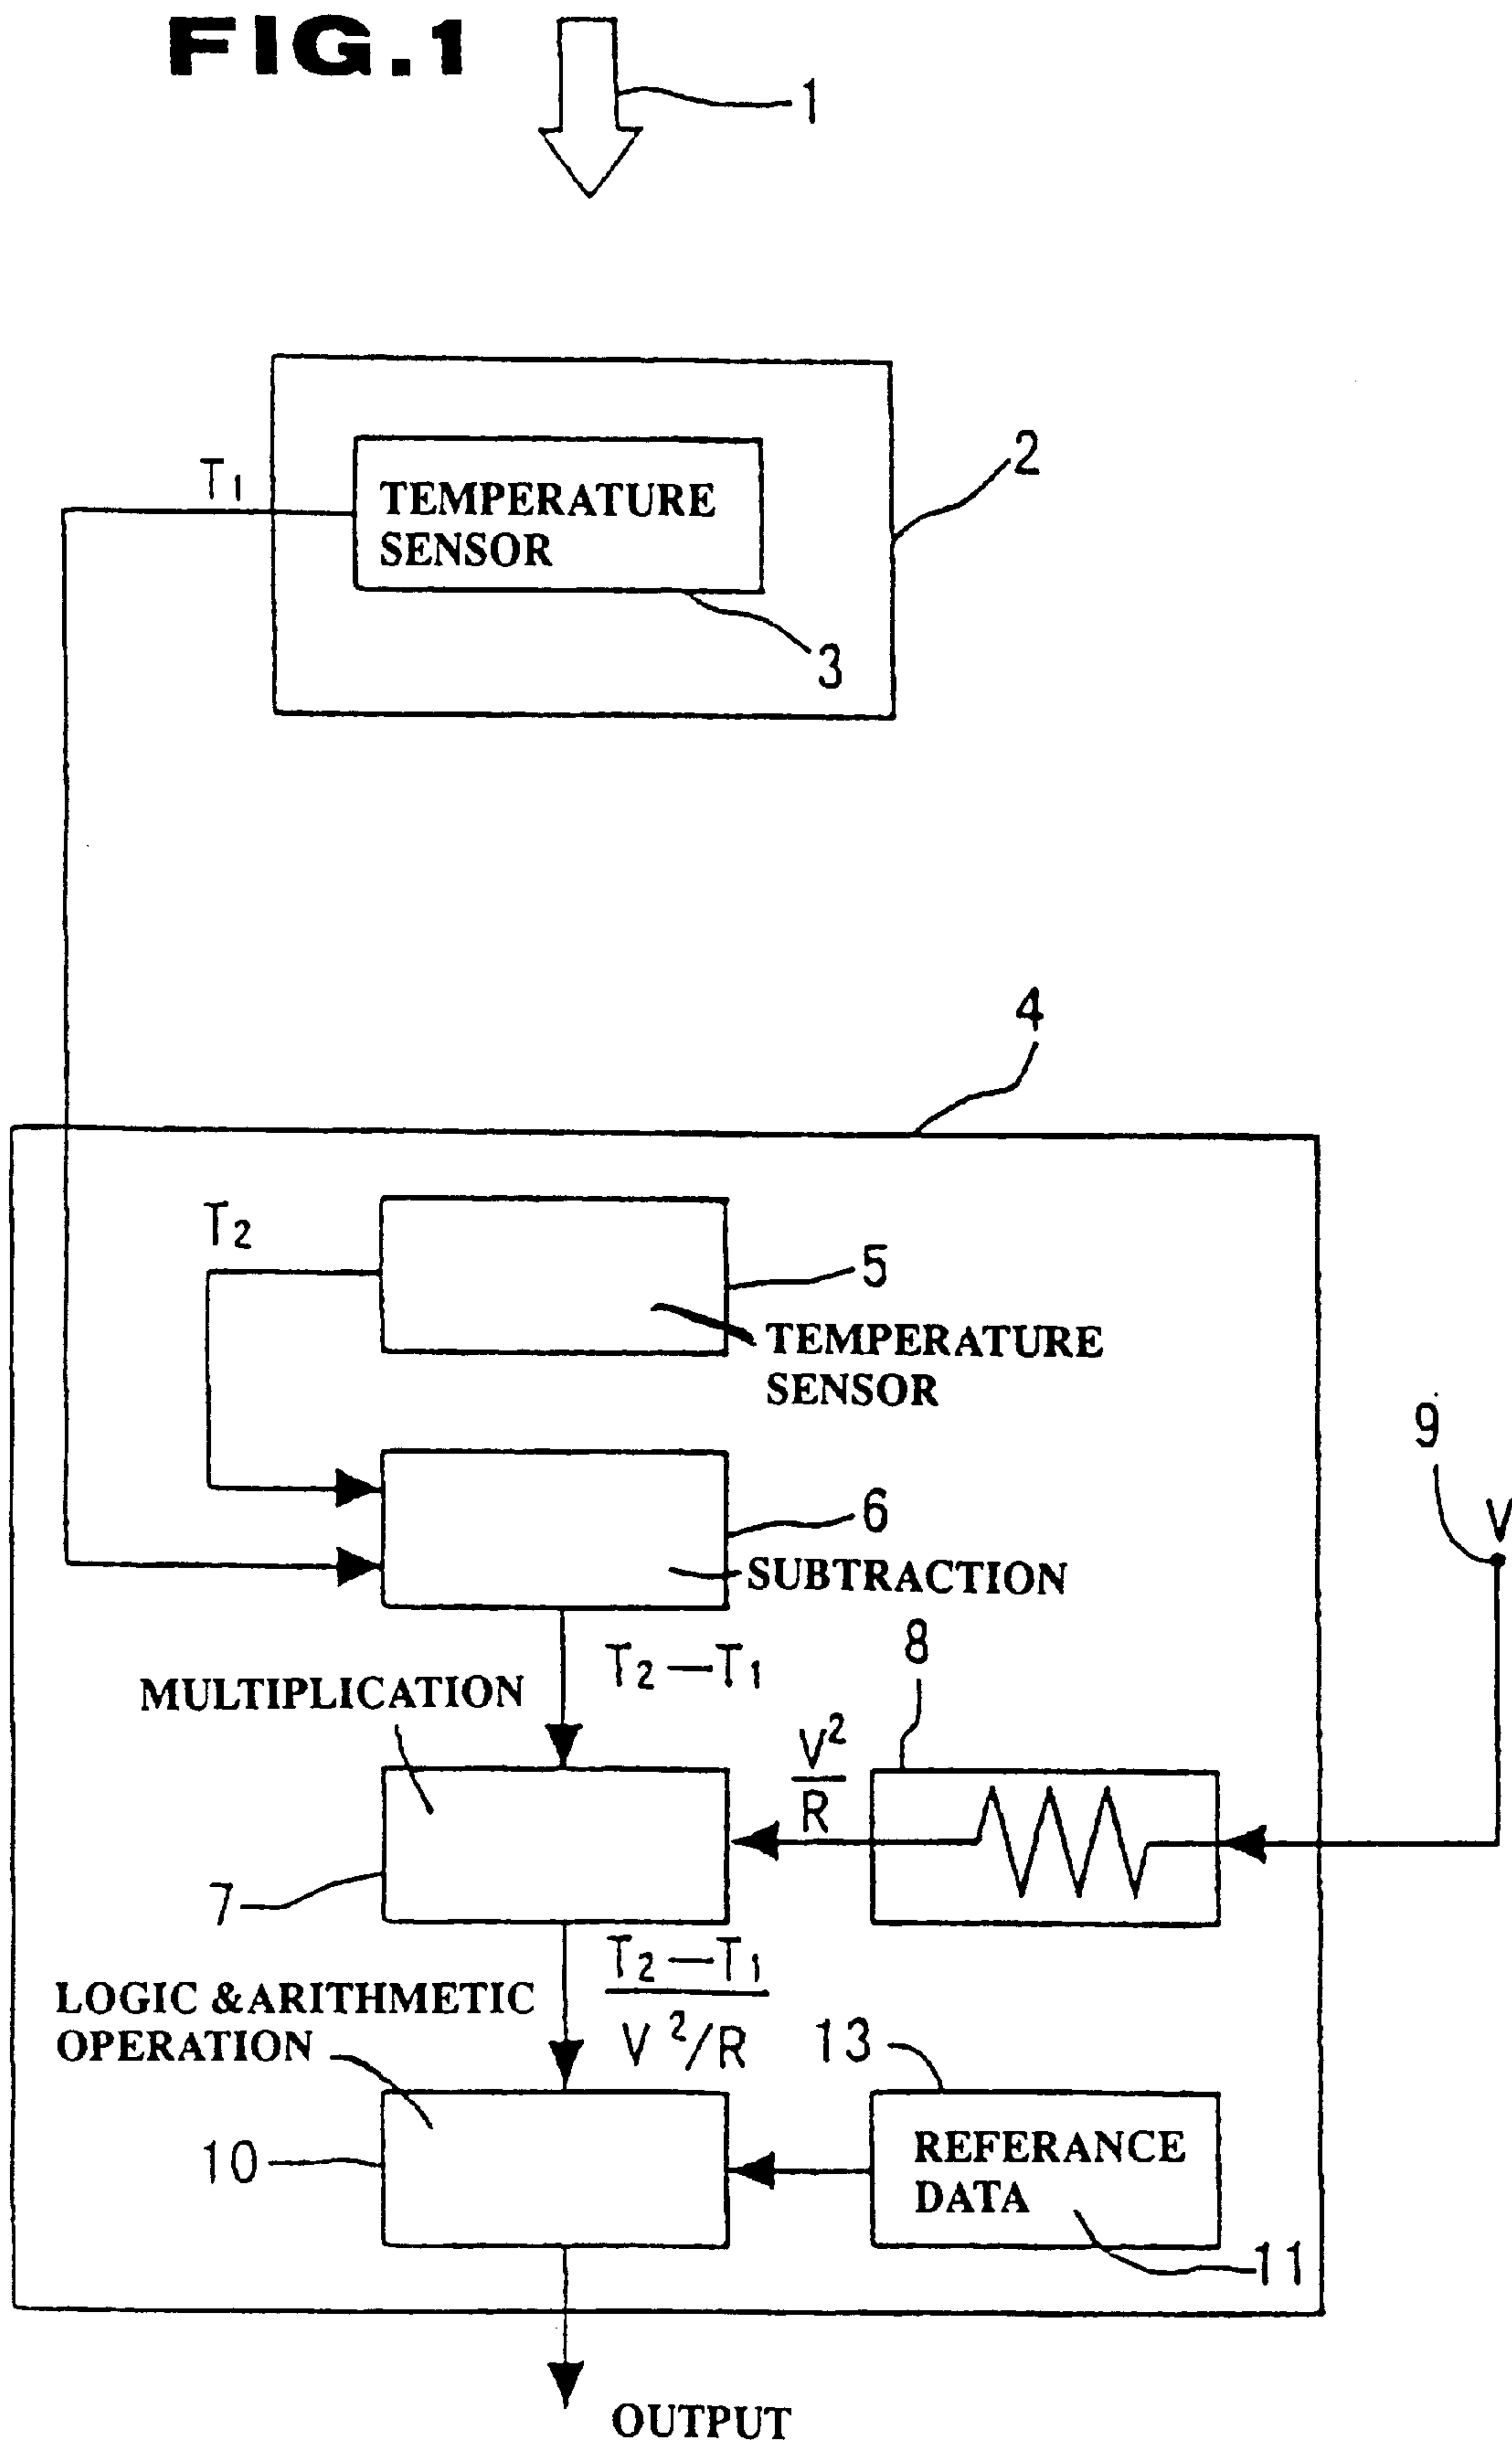 FIG.1
1
T1
TEMPERATURE
SENSOR
2
3
4
T2
5
TEMPERATURE
SENSOR
9
V
6
SUBTRACTION
T2—T1
8
MULTIPLICATION
V²
R
7
T2—T1
V²/R
LOGIC &ARITHMETIC
OPERATION
13
10
REFERANCE
DATA
11
OUTPUT